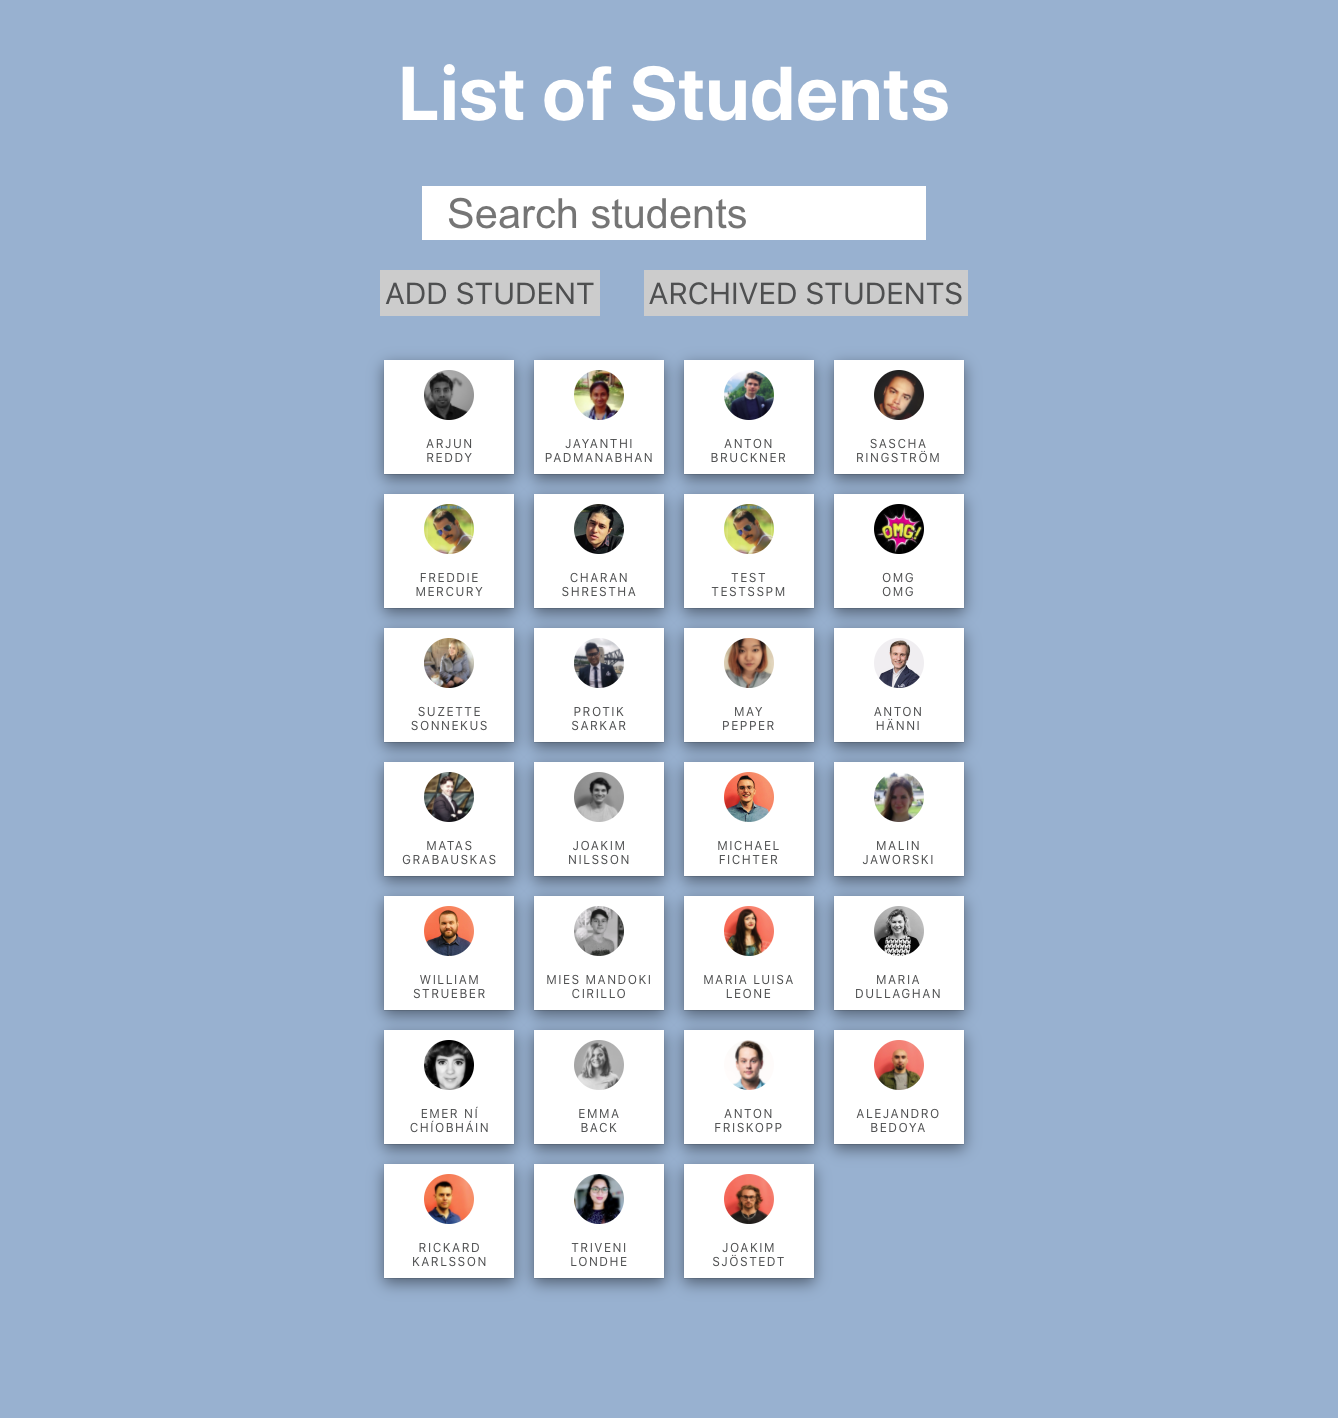 List of Students
Search students
ADD STUDENT
ARCHIVED STUDENTS
ARJUN
REDDY
JAYANTHI
PADMANABHAN
ANTON
BRUCKNER
SASCHA
RINGSTRÖM
FREDDIE
MERCURY
CHARAN
SHRESTHA
TEST
TESTSSPM
OMG!
OMG
OMG
SUZETTE
SONNEKUS
PROTIK
SARKAR
MAY
PEPPER
ANTON
HÄNNI
MATAS
GRABAUSKAS
JOAKIM
NILSSON
MICHAEL
FICHTER
MALIN
JAWORSKI
WILLIAM
STRUEBER
MIES MANDOKI
CIRILLO
MARIA LUISA
LEONE
MARIA
DULLAGHAN
EMER NÍ
CHÍOBHÁIN
EMMA
BACK
ANTON
FRISKOPP
ALEJANDRO
BEDOYA
RICKARD
KARLSSON
TRIVENI
LONDHE
JOAKIM
SJÖSTEDT